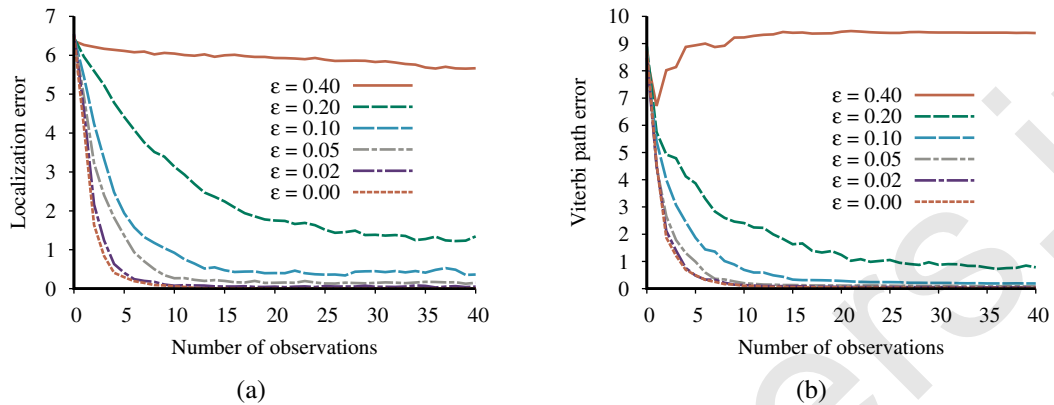 Localization error
7
6
5
4
3
2
1
0
ε = 0.40
ε = 0.20
ε = 0.10
ε = 0.05
ε = 0.02
ε = 0.00
0 5 10 15 20 25 30 35 40
Number of observations
(a)
Viterbi path error
10
9
8
7
6
5
4
3
2
1
0
ε = 0.40
ε = 0.20
ε = 0.10
ε = 0.05
ε = 0.02
ε = 0.00
0 5 10 15 20 25 30 35 40
Number of observations
(b)
ers i